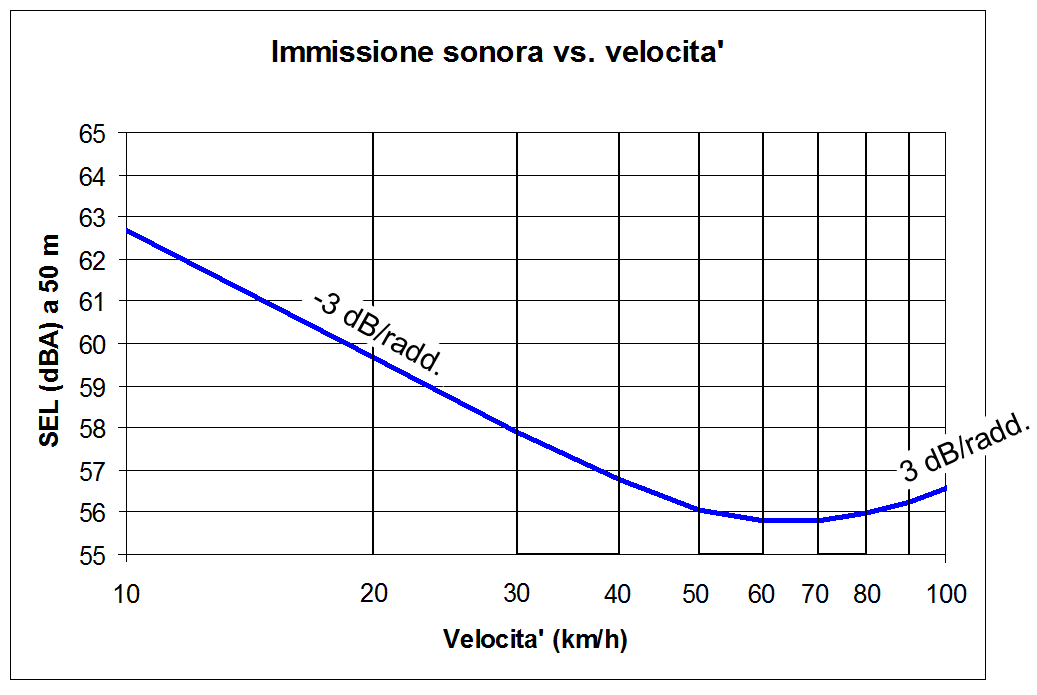 Immissione sonora vs. velocita'
65
64
63
62
61
60
59
58
57
56
55
SEL (dBA) a 50 m
-3 dB/radd.
3 dB/radd.
10 20 30 40 50 60 70 80 100
Velocita' (km/h)